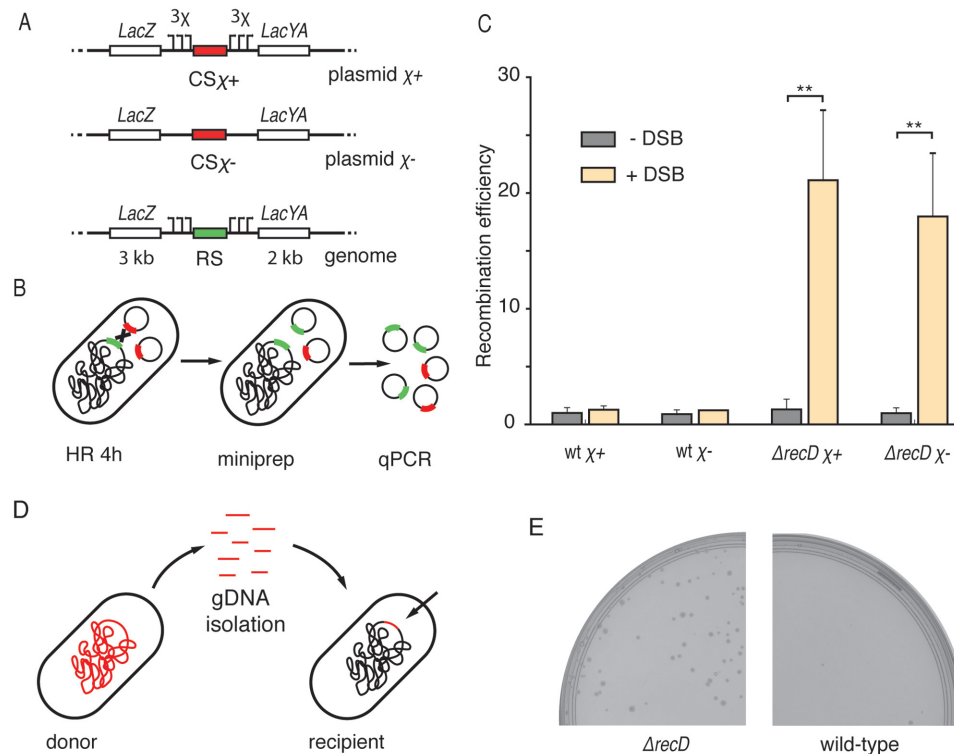 A
3χ 3χ
LacZ LacYA
CSχ+ plasmid χ+
LacZ LacYA
CSχ- plasmid χ-
LacZ LacYA
3 kb RS 2 kb genome
B
HR 4h miniprep qPCR
C
Recombination efficiency
30
20
10
0
- DSB
+ DSB
**
**
wt χ+ wt χ- ΔrecD χ+ ΔrecD χ-
D
gDNA
isolation
donor recipient
E
ΔrecD wild-type